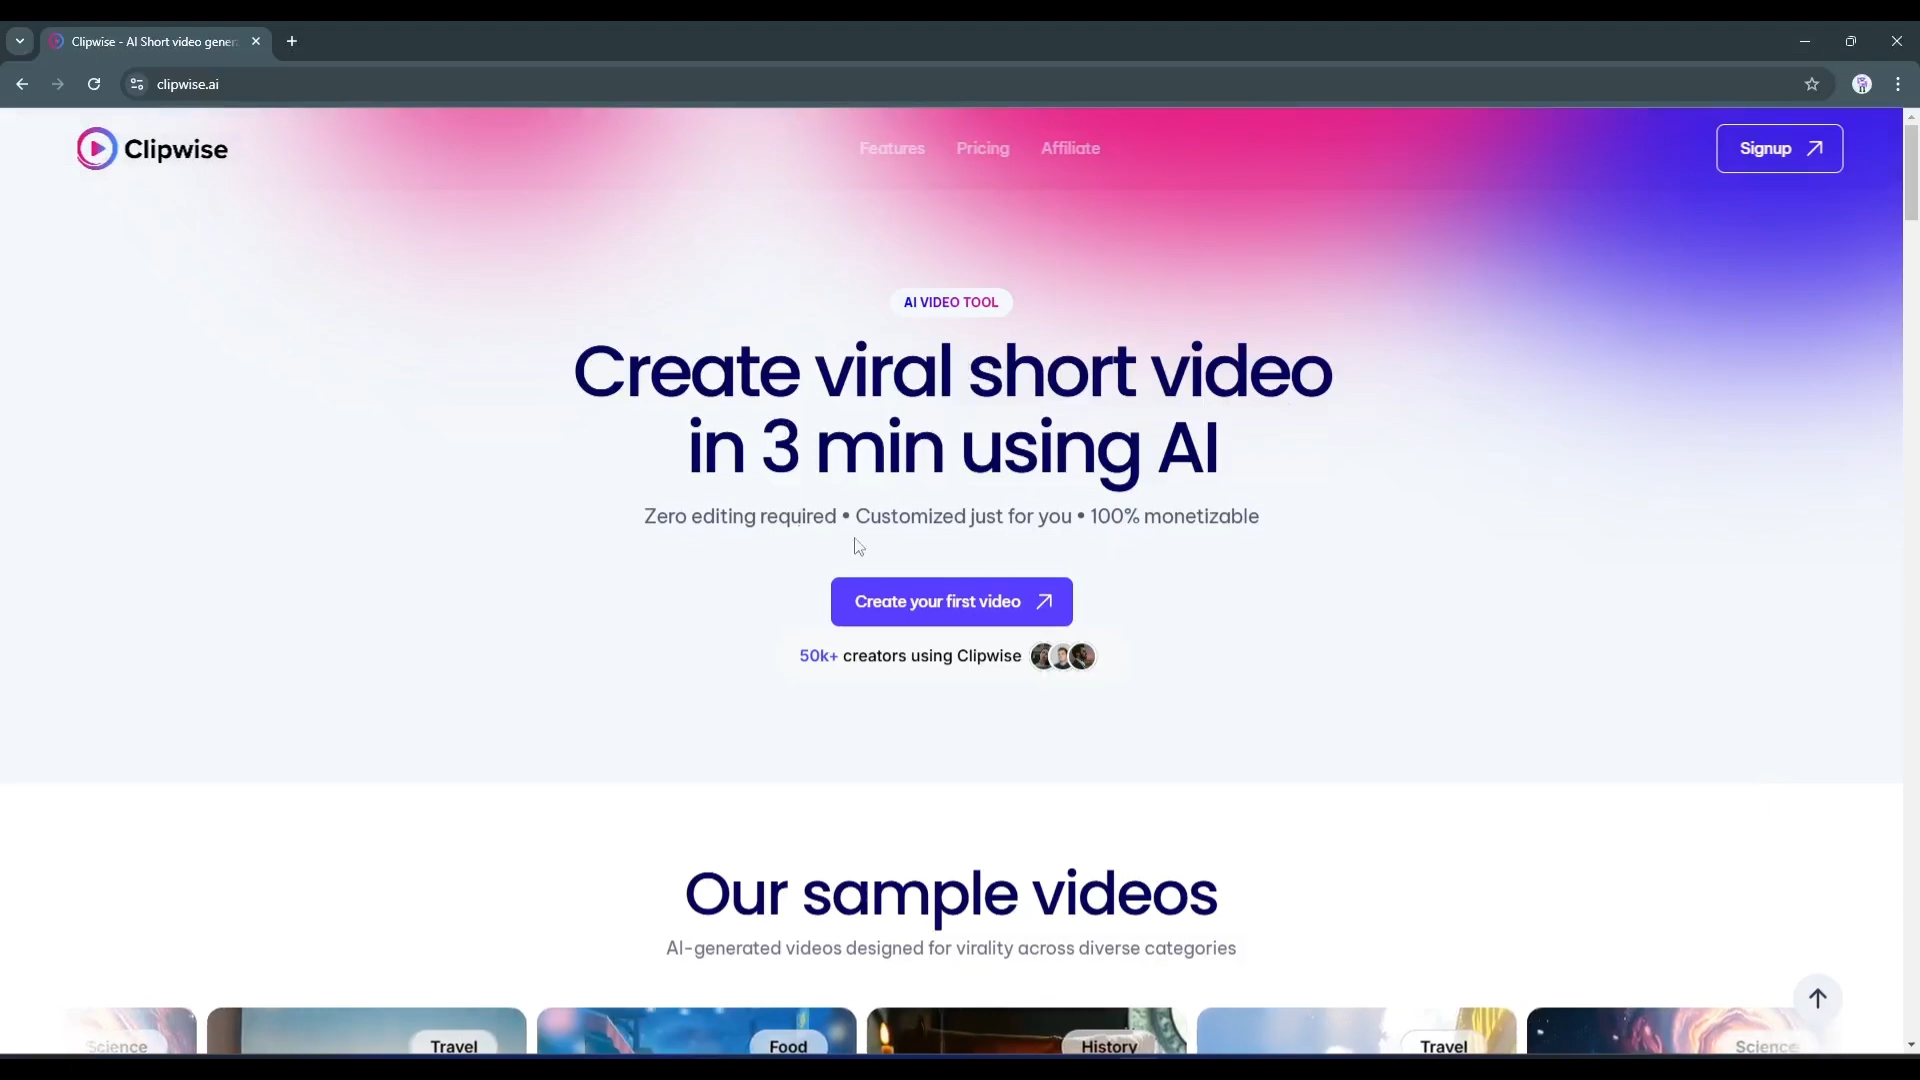 Clipwise - AI Short video gener
clipwise.ai
Clipwise
Features
Pricing
Affiliate
Signup
AI VIDEO TOOL
Create viral short video
in 3 min using AI
Zero editing required • Customized just for you • 100% monetizable
Create your first video
50k+ creators using Clipwise
Our sample videos
AI-generated videos designed for virality across diverse categories
Science
Travel
Food
History
Travel
Science